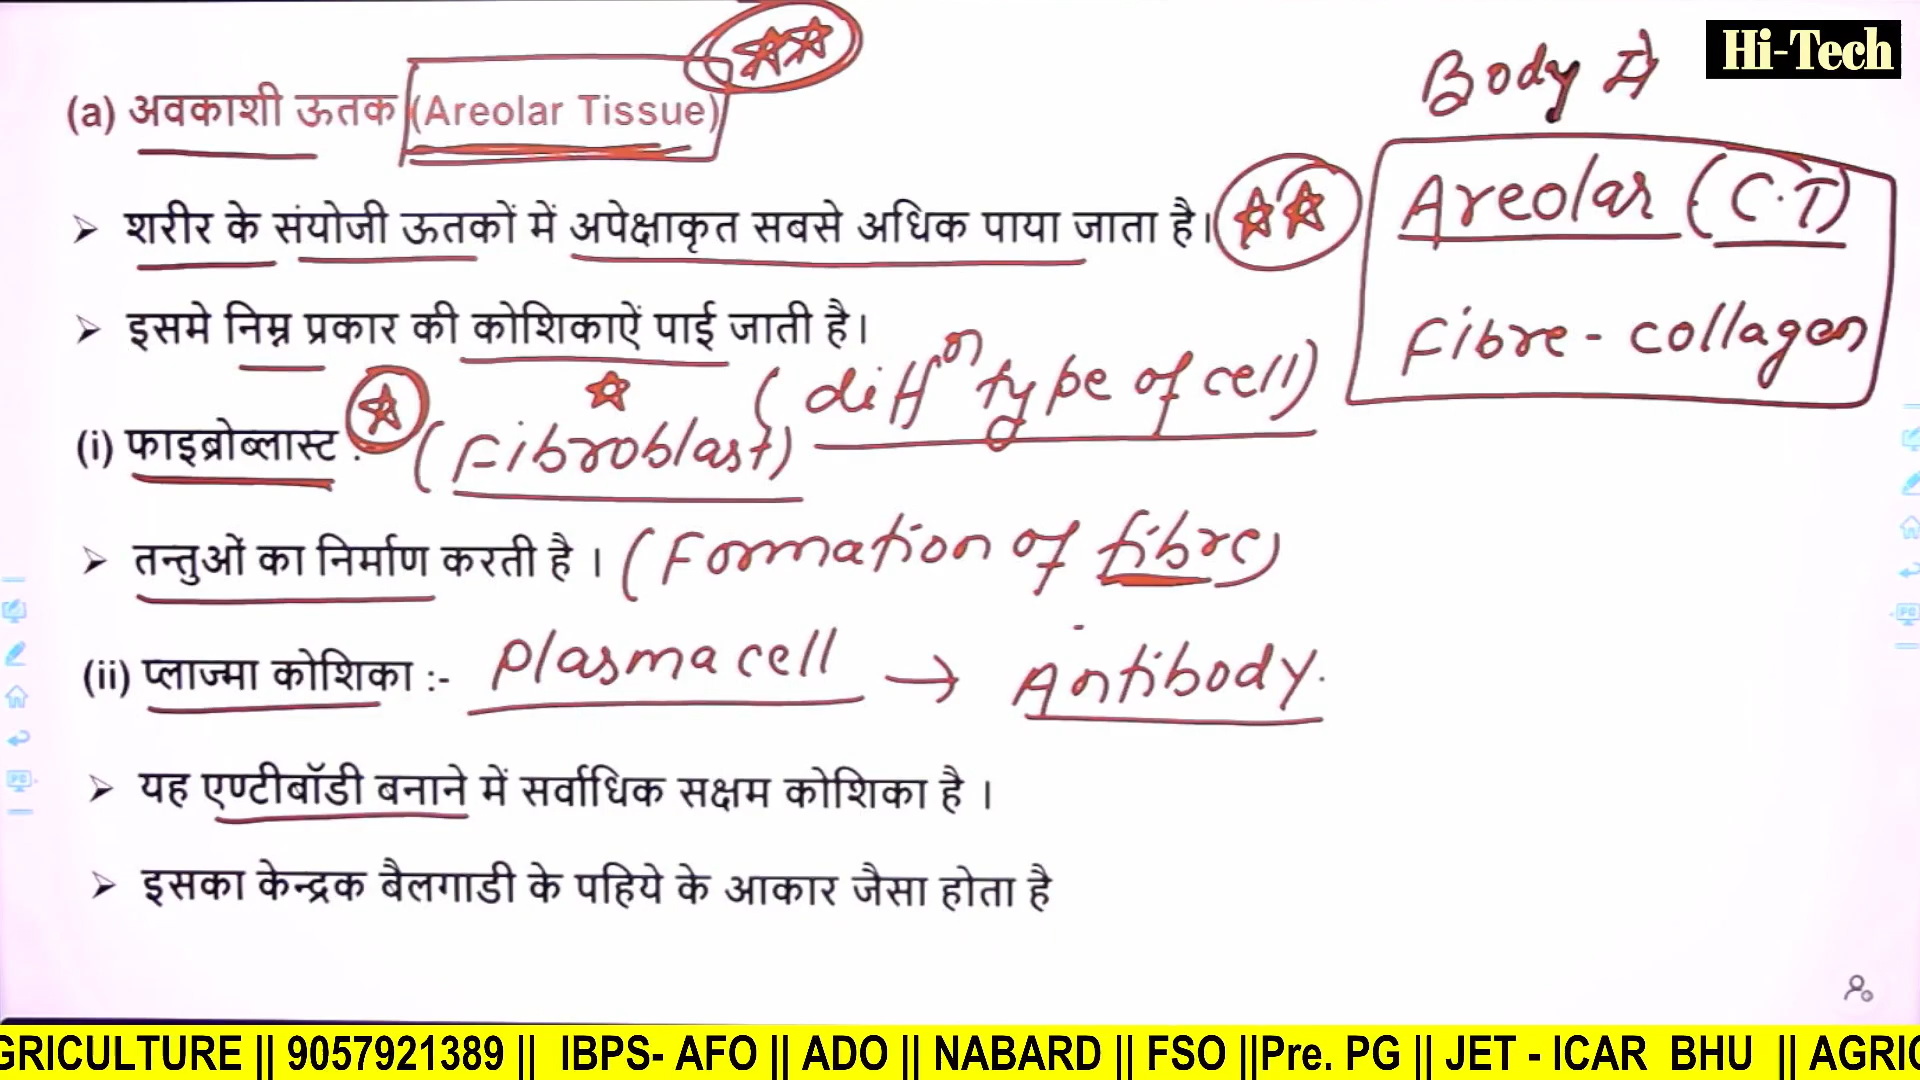 Hi-Tech
Body में
(a) अवकाशी ऊतक (Areolar Tissue)
Areolar (C.T)
➢ शरीर के संयोजी ऊतकों में अपेक्षाकृत सबसे अधिक पाया जाता है।
Fibre - collagen
➢ इसमे निम्न प्रकार की कोशिकाऐं पाई जाती है।
(diffn type of cell)
(i) फाइब्रोब्लास्ट : (Fibroblast)
➢ तन्तुओं का निर्माण करती है । (Formation of fibre)
(ii) प्लाज्मा कोशिका :- Plasma cell → Antibody.
➢ यह एण्टीबॉडी बनाने में सर्वाधिक सक्षम कोशिका है ।
➢ इसका केन्द्रक बैलगाडी के पहिये के आकार जैसा होता है
GRICULTURE || 9057921389 || IBPS- AFO || ADO || NABARD || FSO ||Pre. PG || JET - ICAR BHU || AGRIC